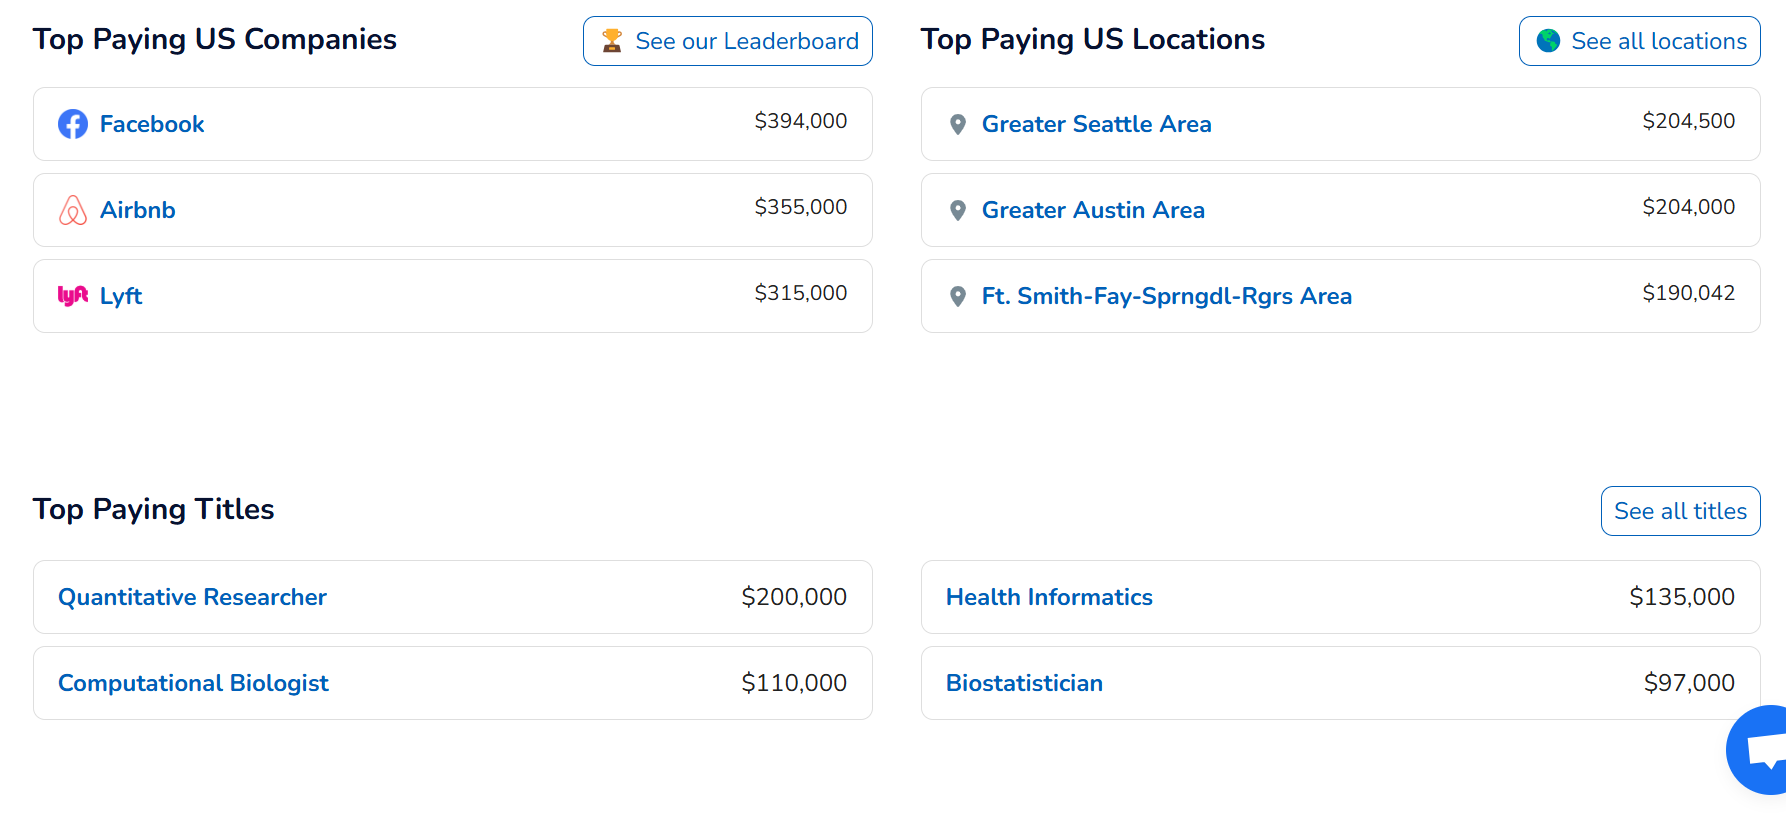 Top Paying US Companies
See our Leaderboard
Facebook $394,000
Airbnb $355,000
lyft Lyft $315,000
Top Paying US Locations
See all locations
Greater Seattle Area $204,500
Greater Austin Area $204,000
Ft. Smith-Fay-Sprngdl-Rgrs Area $190,042
Top Paying Titles
See all titles
Quantitative Researcher $200,000
Health Informatics $135,000
Computational Biologist $110,000
Biostatistician $97,000